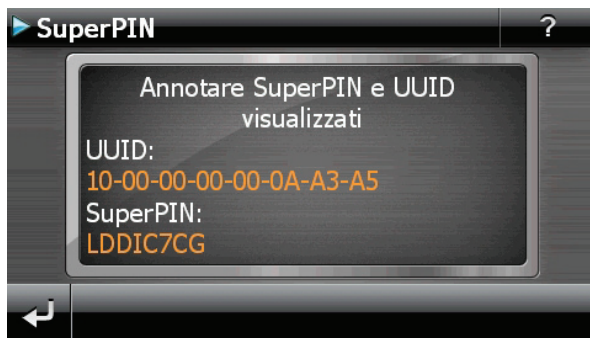 SuperPIN
?
Annotare SuperPIN e UUID
visualizzati
UUID:
10-00-00-00-00-0A-A3-A5
SuperPIN:
LDDIC7CG